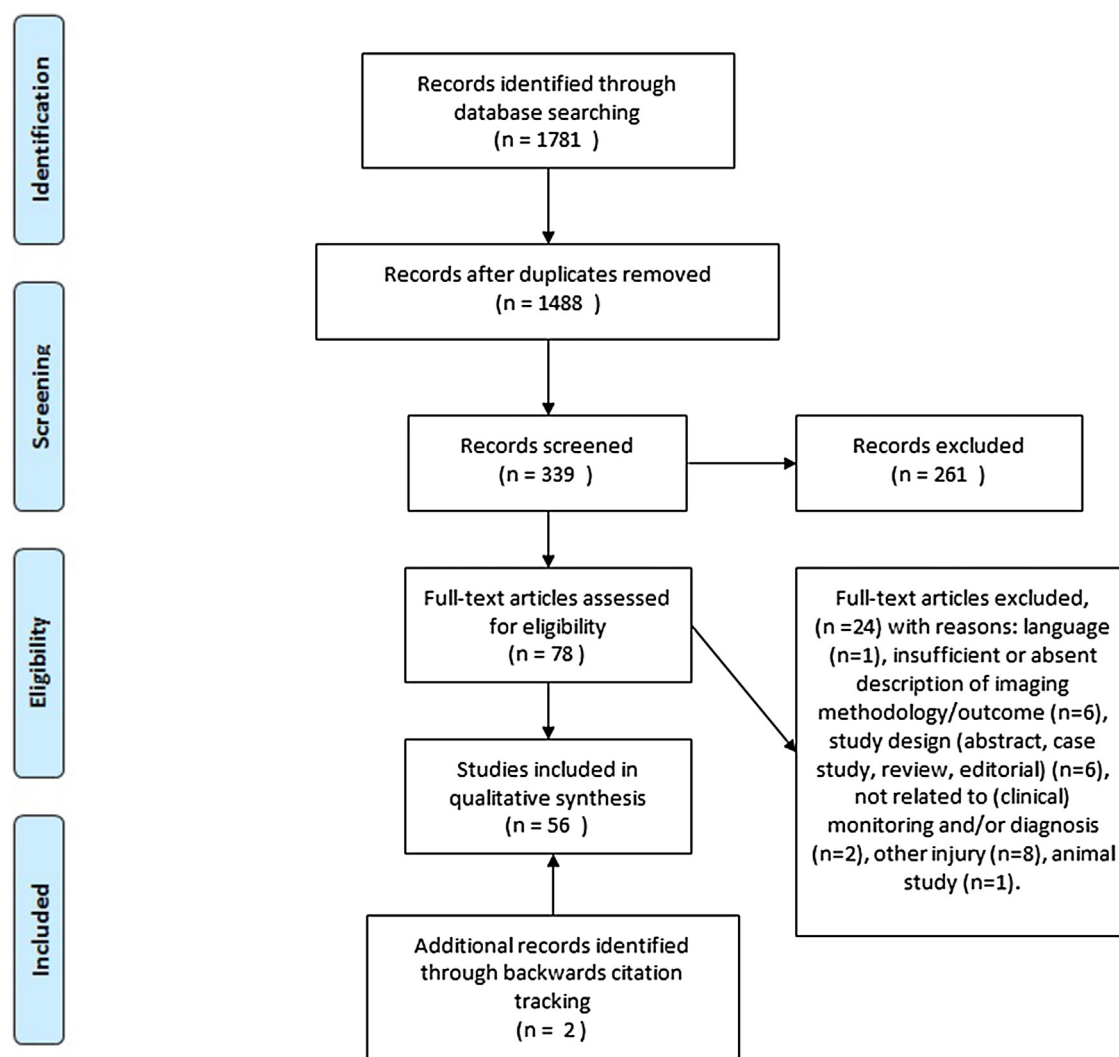 Identification
Records identified through
database searching
(n = 1781 )
Records after duplicates removed
(n = 1488 )
Screening
Records screened
(n = 339 )
Records excluded
(n = 261 )
Eligibility
Full-text articles assessed
for eligibility
(n = 78 )
Full-text articles excluded,
(n =24) with reasons: language
(n=1), insufficient or absent
description of imaging
methodology/outcome (n=6),
study design (abstract, case
study, review, editorial) (n=6),
not related to (clinical)
monitoring and/or diagnosis
(n=2), other injury (n=8), animal
study (n=1).
Studies included in
qualitative synthesis
(n = 56 )
Included
Additional records identified
through backwards citation
tracking
(n = 2 )